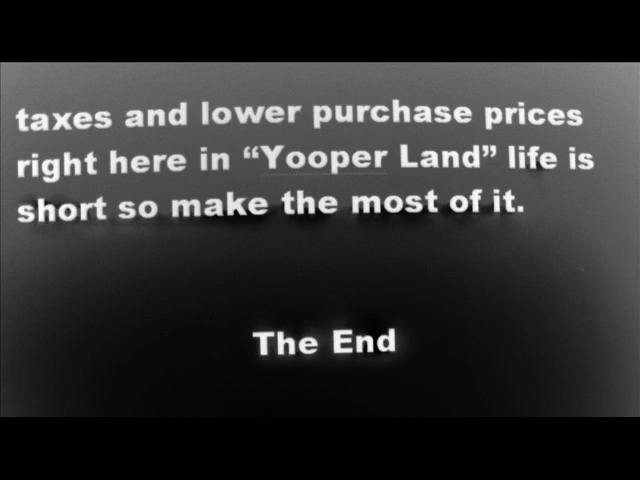 taxes and lower purchase prices
right here in “Yooper Land” life is
short so make the most of it.
The End